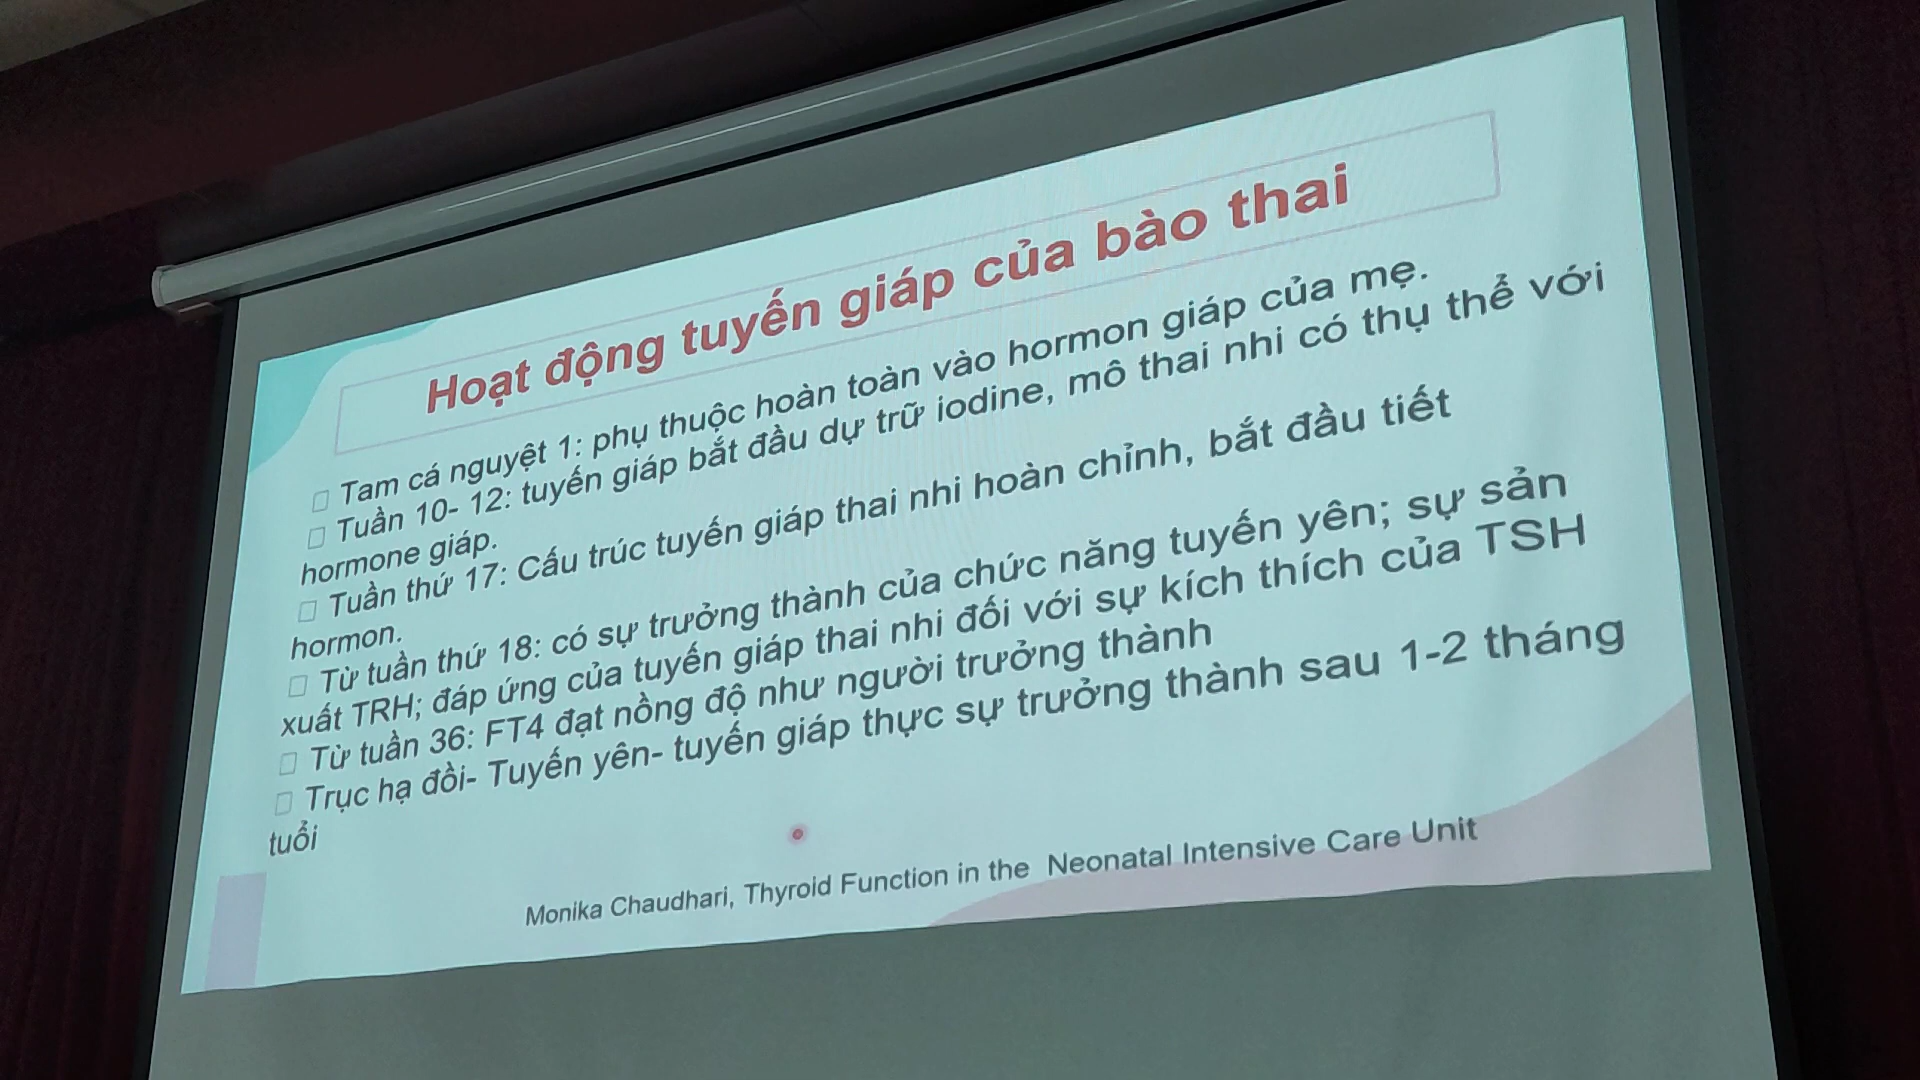 Hoạt động tuyến giáp của bào thai
Tam cá nguyệt 1: phụ thuộc hoàn toàn vào hormon giáp của mẹ.
Tuần 10- 12: tuyến giáp bắt đầu dự trữ iodine, mô thai nhi có thụ thể với
hormone giáp.
Tuần thứ 17: Cấu trúc tuyến giáp thai nhi hoàn chỉnh, bắt đầu tiết
hormon.
Từ tuần thứ 18: có sự trưởng thành của chức năng tuyến yên; sự sản
xuất TRH; đáp ứng của tuyến giáp thai nhi đối với sự kích thích của TSH
Từ tuần 36: FT4 đạt nồng độ như người trưởng thành
Trục hạ đồi- Tuyến yên- tuyến giáp thực sự trưởng thành sau 1-2 tháng
tuổi
Monika Chaudhari, Thyroid Function in the Neonatal Intensive Care Unit